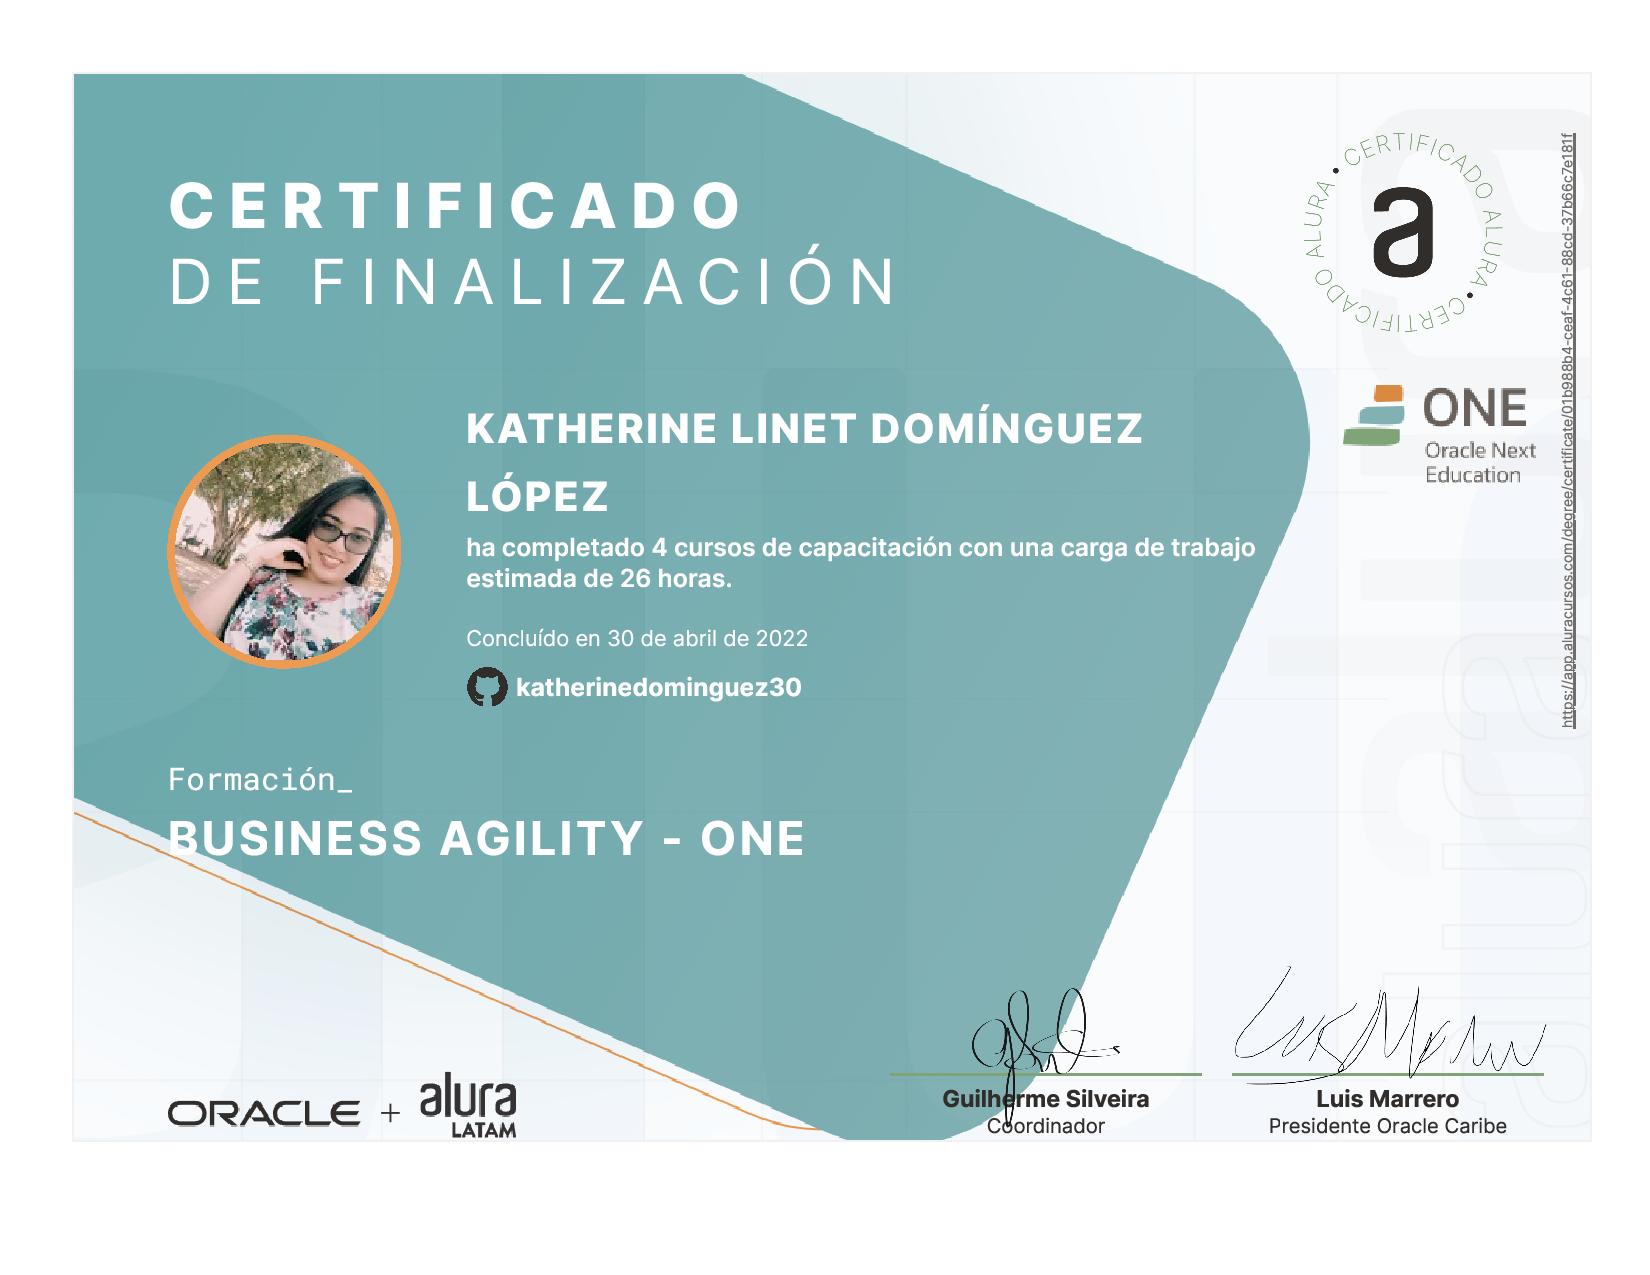 CERTIFICADO
DE FINALIZACIÓN
CERTIFICADO ALURA • CERTIFICADO ALURA •
a
ONE
Oracle Next
Education
https://app.aluracursos.com/degree/certificate/01b988b4-ceaf-4c61-88cd-37b66c7e181f
KATHERINE LINET DOMÍNGUEZ
LÓPEZ
ha completado 4 cursos de capacitación con una carga de trabajo
estimada de 26 horas.
Concluído en 30 de abril de 2022
katherinedominguez30
Formación_
BUSINESS AGILITY - ONE
ORACLE + alura
LATAM
Guilherme Silveira
Coordinador
Luis Marrero
Presidente Oracle Caribe
alura